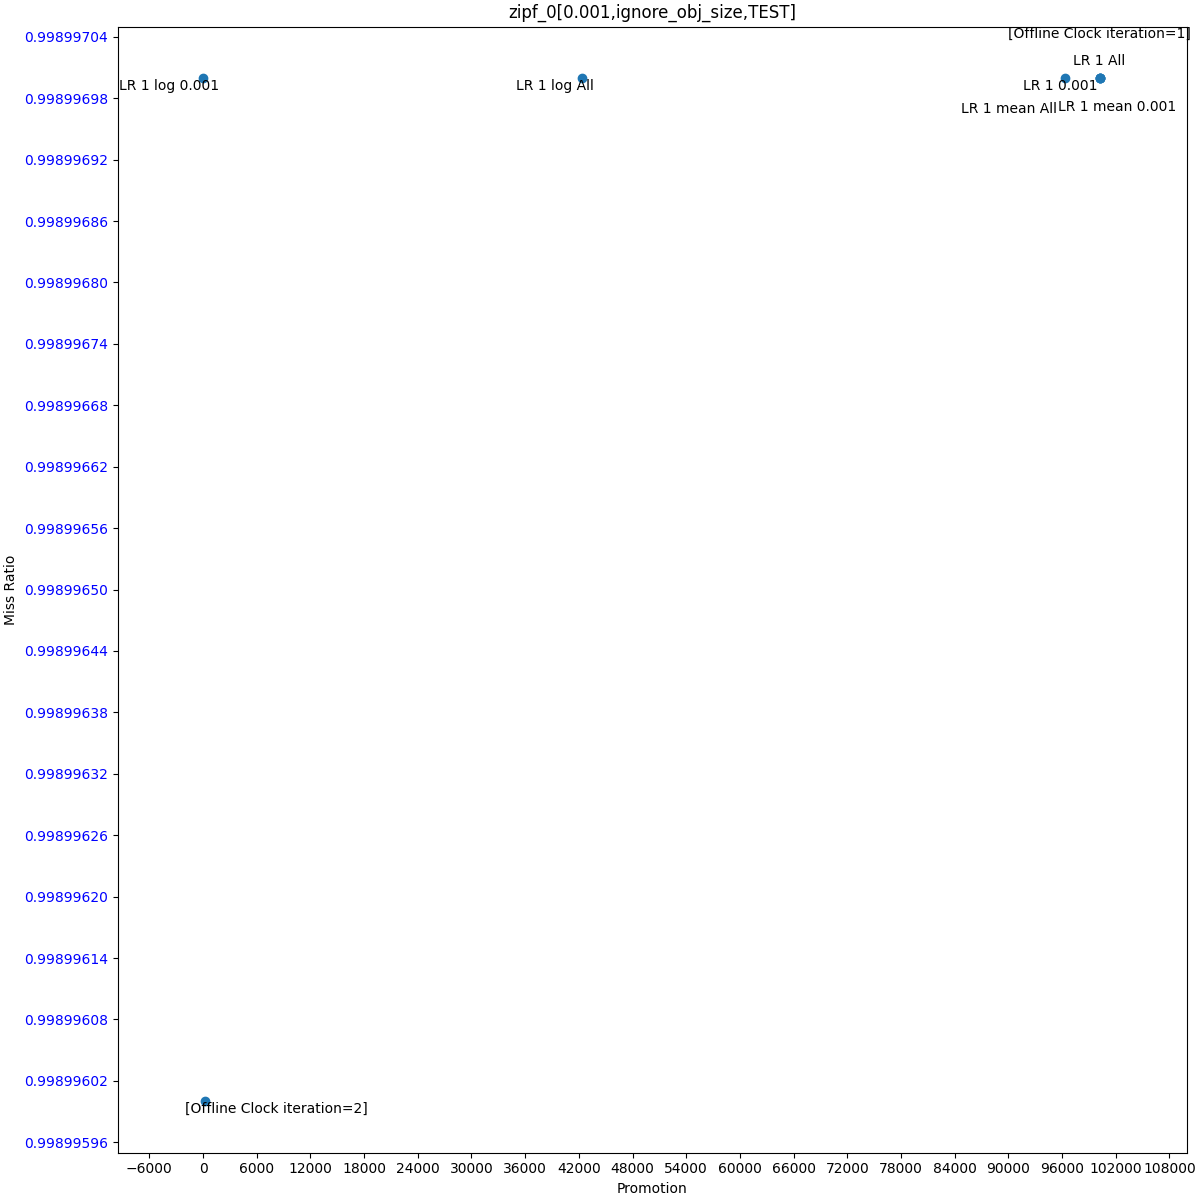 zipf_0[0.001,ignore_obj_size,TEST]
0.99899704
[Offline Clock iteration=1]
LR 1 All
LR 1 log 0.001
LR 1 log All
LR 1 0.001
0.99899698
LR 1 mean All
LR 1 mean 0.001
0.99899692
0.99899686
0.99899680
0.99899674
0.99899668
0.99899662
0.99899656
0.99899650
Miss Ratio
0.99899644
0.99899638
0.99899632
0.99899626
0.99899620
0.99899614
0.99899608
0.99899602
[Offline Clock iteration=2]
0.99899596
−6000 0 6000 12000 18000 24000 30000 36000 42000 48000 54000 60000 66000 72000 78000 84000 90000 96000 102000 108000
Promotion